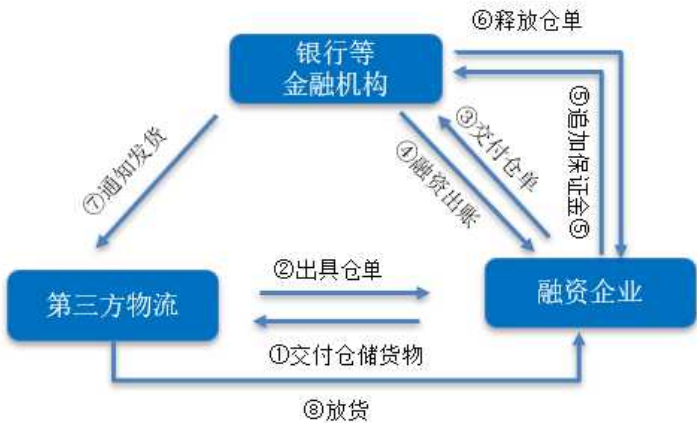 ⑥释放仓单
银行等
金融机构
③交付仓单
④融资出账
⑤追加保证金⑤
⑦通知发货
②出具仓单
第三方物流
融资企业
①交付仓储货物
⑧放货